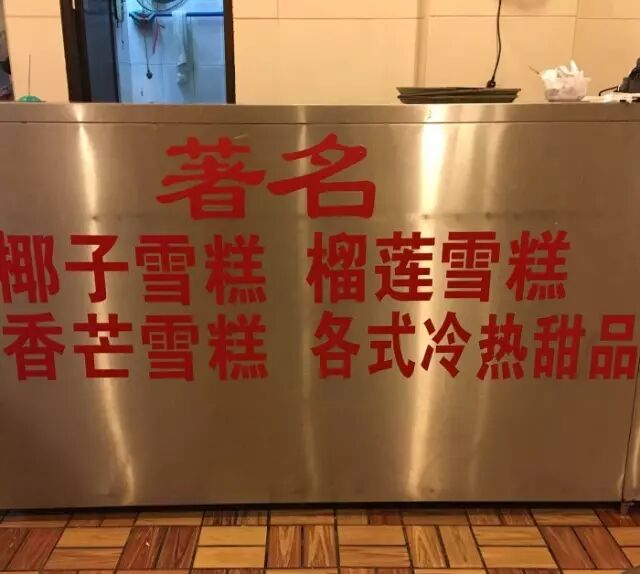 著名
椰子雪糕 榴莲雪糕
香芒雪糕 各式冷热甜品